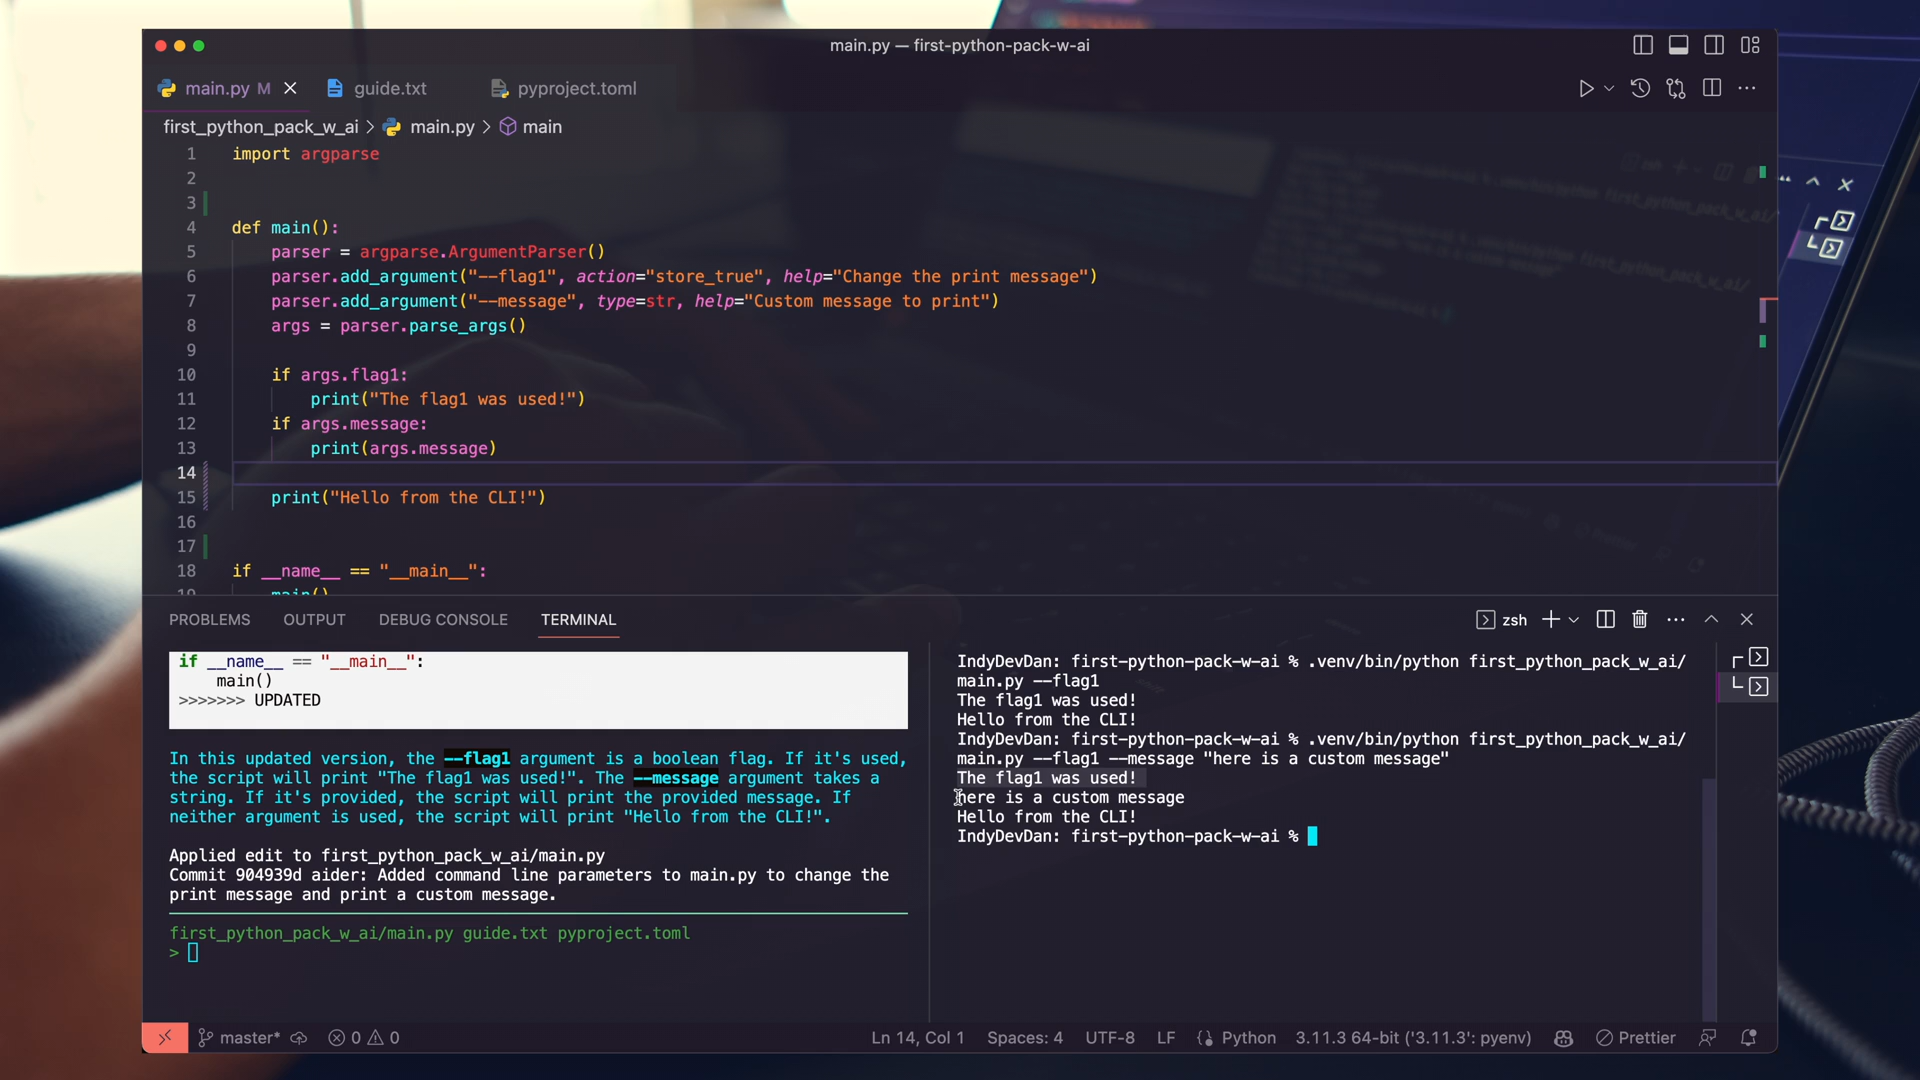 main.py — first-python-pack-w-ai
main.py M
guide.txt
pyproject.toml
first_python_pack_w_ai > main.py > main
1 import argparse
2
3
4 def main():
5 parser = argparse.ArgumentParser()
6 parser.add_argument("--flag1", action="store_true", help="Change the print message")
7 parser.add_argument("--message", type=str, help="Custom message to print")
8 args = parser.parse_args()
9
10 if args.flag1:
11 print("The flag1 was used!")
12 if args.message:
13 print(args.message)
14
15 print("Hello from the CLI!")
16
17
18 if __name__ == "__main__":
19 main()
PROBLEMS OUTPUT DEBUG CONSOLE TERMINAL
zsh
if __name__ == "__main__":
main()
>>>>>>> UPDATED
In this updated version, the --flag1 argument is a boolean flag. If it's used,
the script will print "The flag1 was used!". The --message argument takes a
string. If it's provided, the script will print the provided message. If
neither argument is used, the script will print "Hello from the CLI!".
Applied edit to first_python_pack_w_ai/main.py
Commit 904939d aider: Added command line parameters to main.py to change the
print message and print a custom message.
first_python_pack_w_ai/main.py guide.txt pyproject.toml
>
IndyDevDan: first-python-pack-w-ai % .venv/bin/python first_python_pack_w_ai/
main.py --flag1
The flag1 was used!
Hello from the CLI!
IndyDevDan: first-python-pack-w-ai % .venv/bin/python first_python_pack_w_ai/
main.py --flag1 --message "here is a custom message"
The flag1 was used!
here is a custom message
Hello from the CLI!
IndyDevDan: first-python-pack-w-ai %
master* 0 0
Ln 14, Col 1 Spaces: 4 UTF-8 LF Python 3.11.3 64-bit ('3.11.3': pyenv) Prettier